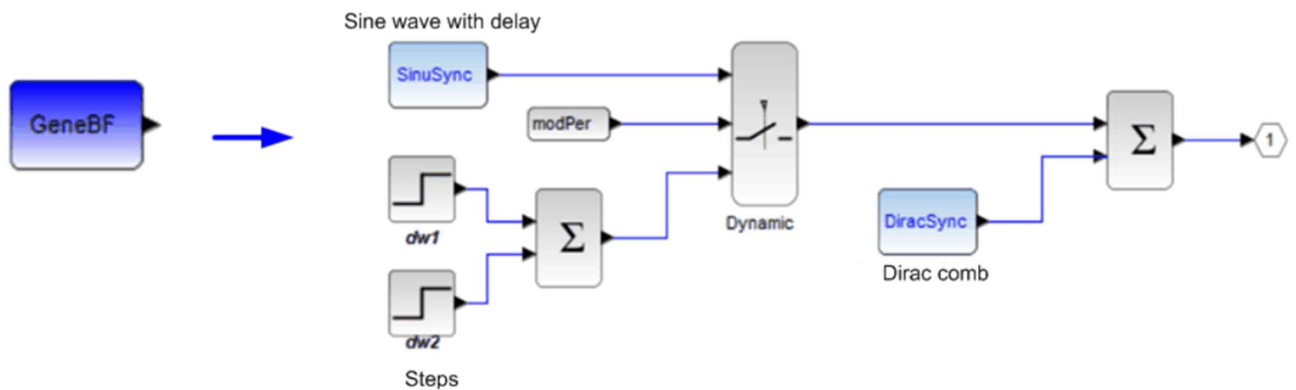 Sine wave with delay
SinuSync
GeneBF
modPer
dw1
Σ
Dynamic
dw2
Steps
DiracSync
Dirac comb
Σ
1